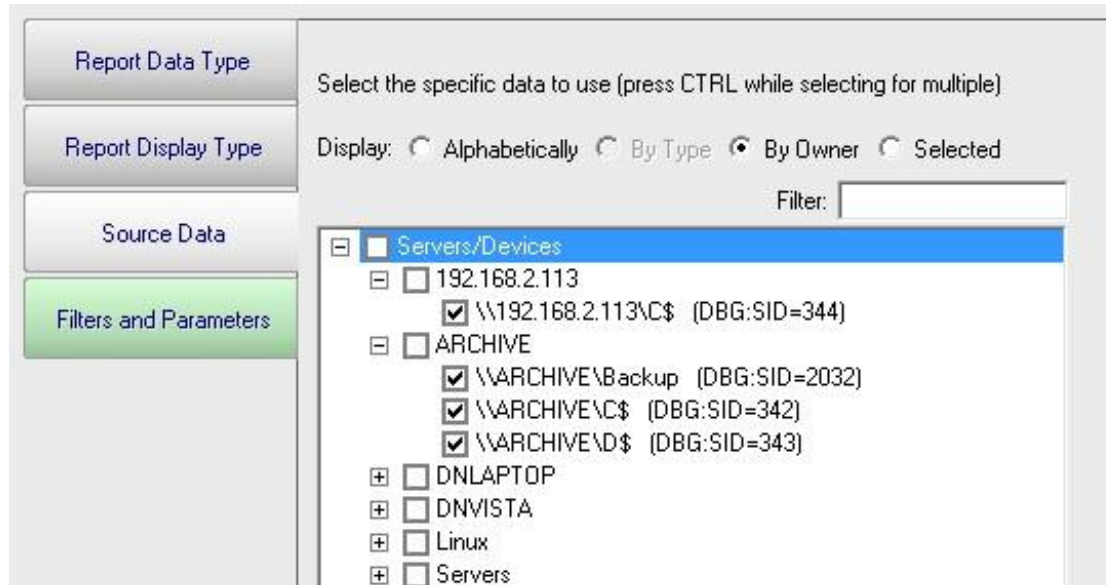 Report Data Type
Report Display Type
Source Data
Filters and Parameters
Select the specific data to use (press CTRL while selecting for multiple)
Display: Alphabetically By Type By Owner Selected
Filter:
Servers/Devices
192.168.2.113
\\192.168.2.113\C$ (DBG:SID=344)
ARCHIVE
\\ARCHIVE\Backup (DBG:SID=2032)
\\ARCHIVE\C$ (DBG:SID=342)
\\ARCHIVE\D$ (DBG:SID=343)
DNLAPTOP
DNVISTA
Linux
Servers